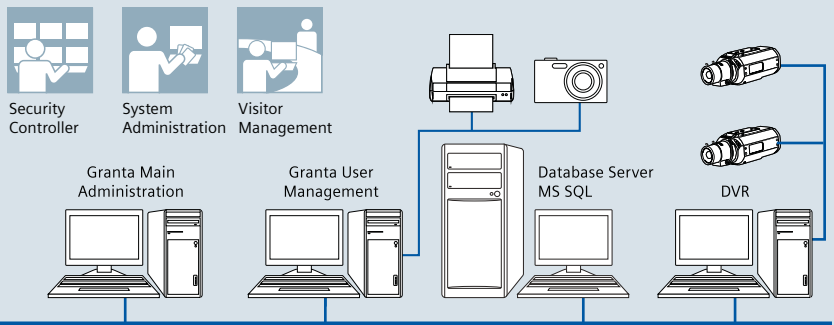 Security
Controller
System
Administration
Visitor
Management
Granta Main
Administration
Granta User
Management
Database Server
MS SQL
DVR